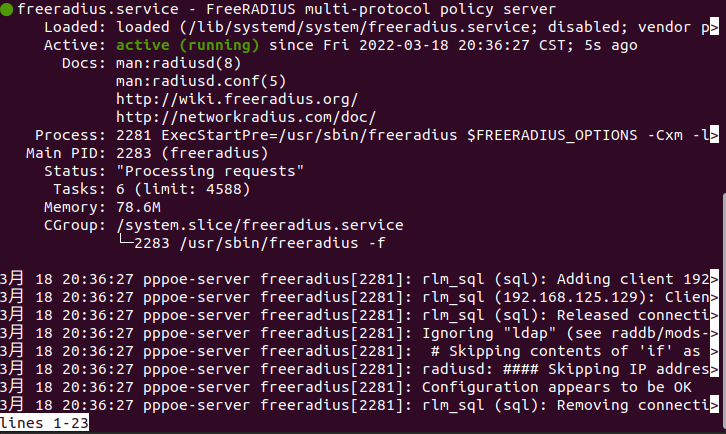 freeradius.service - FreeRADIUS multi-protocol policy server
Loaded: loaded (/lib/systemd/system/freeradius.service; disabled; vendor p>
Active: active (running) since Fri 2022-03-18 20:36:27 CST; 5s ago
Docs: man:radiusd(8)
man:radiusd.conf(5)
http://wiki.freeradius.org/
http://networkradius.com/doc/
Process: 2281 ExecStartPre=/usr/sbin/freeradius $FREERADIUS_OPTIONS -Cxm -l>
Main PID: 2283 (freeradius)
Status: "Processing requests"
Tasks: 6 (limit: 4588)
Memory: 78.6M
CGroup: /system.slice/freeradius.service
└─2283 /usr/sbin/freeradius -f
3月 18 20:36:27 pppoe-server freeradius[2281]: rlm_sql (sql): Adding client 192>
3月 18 20:36:27 pppoe-server freeradius[2281]: rlm_sql (192.168.125.129): Clien>
3月 18 20:36:27 pppoe-server freeradius[2281]: rlm_sql (sql): Released connecti>
3月 18 20:36:27 pppoe-server freeradius[2281]: Ignoring "ldap" (see raddb/mods->
3月 18 20:36:27 pppoe-server freeradius[2281]:  # Skipping contents of 'if' as >
3月 18 20:36:27 pppoe-server freeradius[2281]: radiusd: #### Skipping IP addres>
3月 18 20:36:27 pppoe-server freeradius[2281]: Configuration appears to be OK
3月 18 20:36:27 pppoe-server freeradius[2281]: rlm_sql (sql): Removing connecti>
lines 1-23